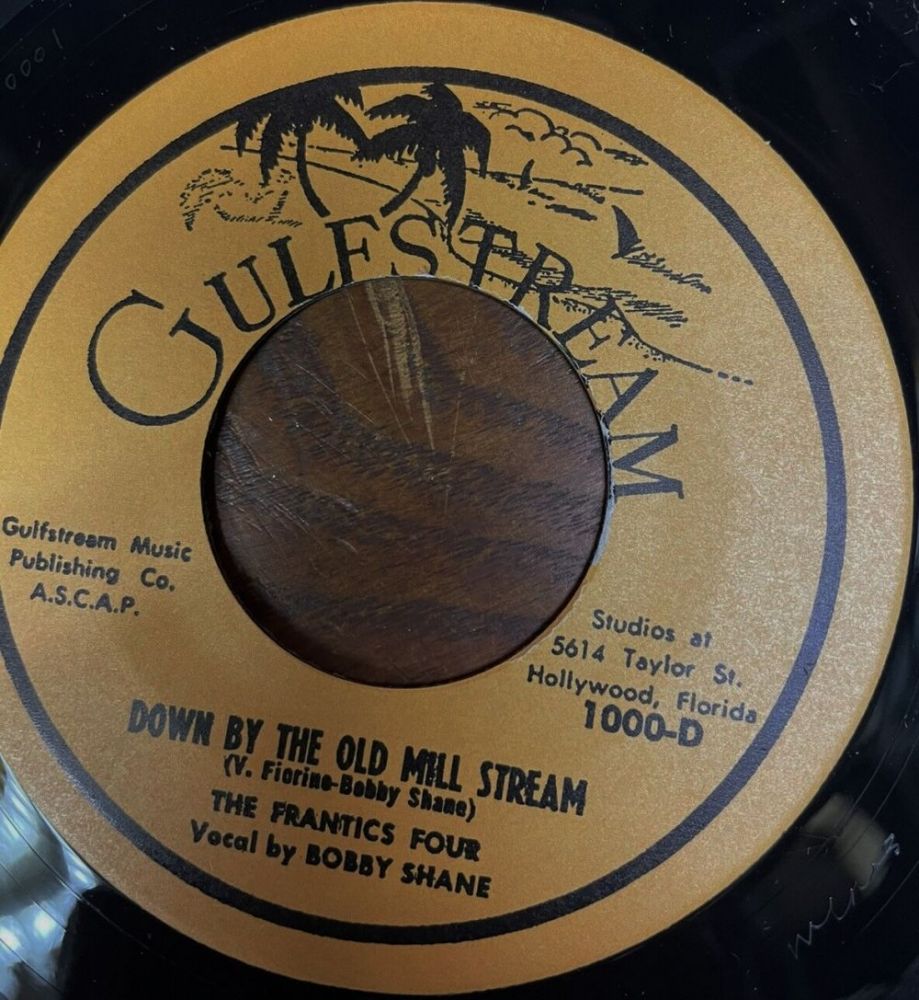 GULFSTREAM
Gulfstream Music
Publishing Co.
A.S.C.A.P.
Studios at
5614 Taylor St.
Hollywood, Florida
1000-D
DOWN BY THE OLD MILL STREAM
(V. Fiorino-Bobby Shane)
THE FRANTICS FOUR
Vocal by BOBBY SHANE